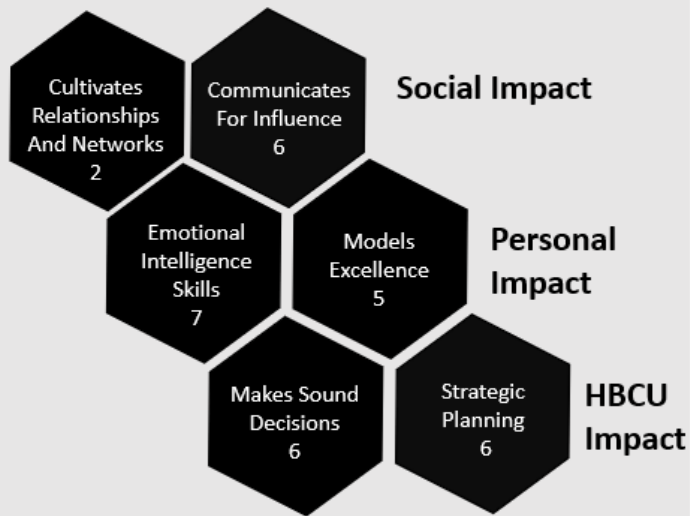 Cultivates
Relationships
And Networks
2
Communicates
For Influence
6
Social Impact
Emotional
Intelligence
Skills
7
Models
Excellence
5
Personal
Impact
Makes Sound
Decisions
6
Strategic
Planning
6
HBCU
Impact